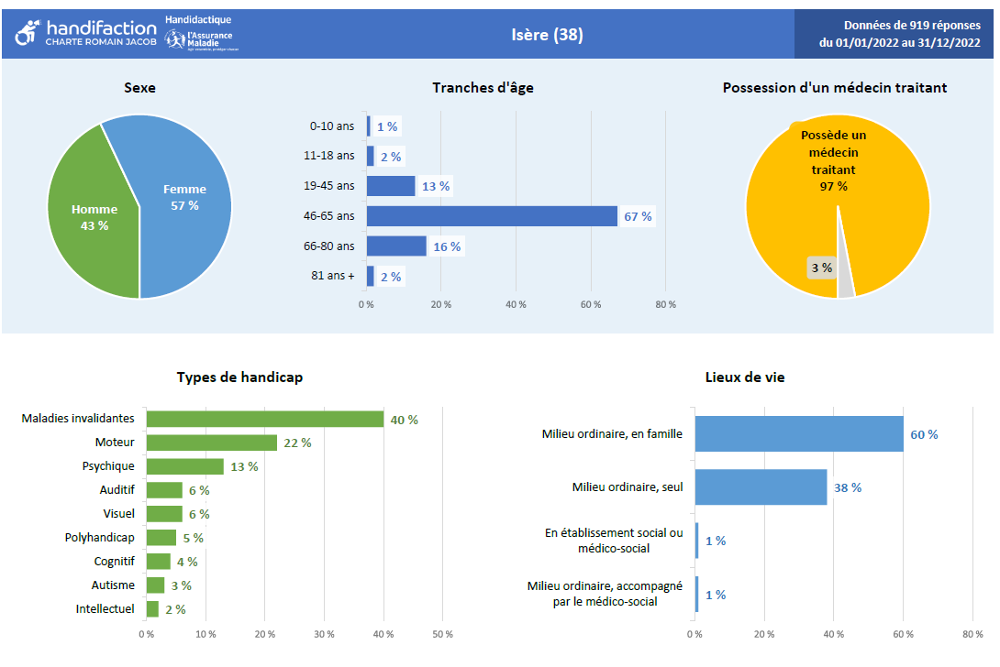 handifaction
CHARTE ROMAIN JACOB
Handidactique
l'Assurance
Maladie
Isère (38)
Données de 919 réponses
du 01/01/2022 au 31/12/2022
Sexe
Femme
57 %
Homme
43 %
Tranches d'âge
0-10 ans 1 %
11-18 ans 2 %
19-45 ans 13 %
46-65 ans 67 %
66-80 ans 16 %
81 ans + 2 %
0 % 20 % 40 % 60 % 80 %
Possession d'un médecin traitant
Possède un
médecin
traitant
97 %
3 %
Types de handicap
Maladies invalidantes 40 %
Moteur 22 %
Psychique 13 %
Auditif 6 %
Visuel 6 %
Polyhandicap 5 %
Cognitif 4 %
Autisme 3 %
Intellectuel 2 %
0 % 10 % 20 % 30 % 40 % 50 %
Lieux de vie
Milieu ordinaire, en famille 60 %
Milieu ordinaire, seul 38 %
En établissement social ou
médico-social 1 %
Milieu ordinaire, accompagné
par le médico-social 1 %
0 % 20 % 40 % 60 % 80 %